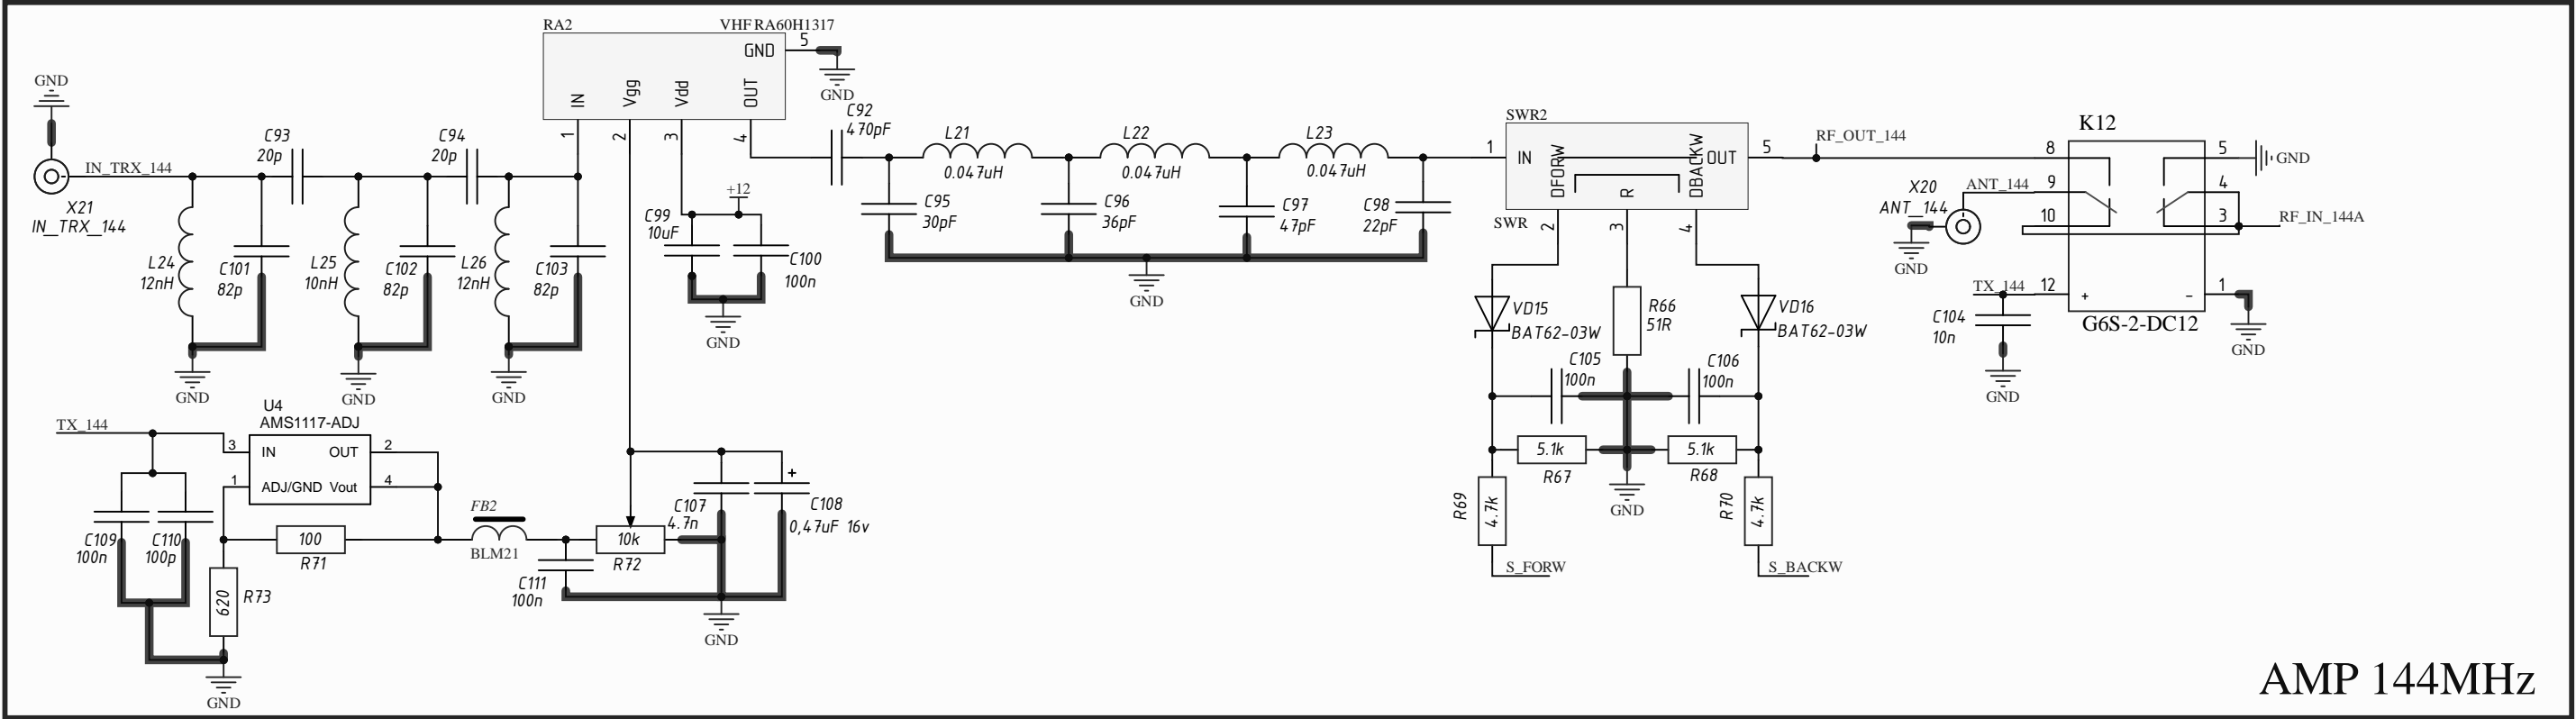 RA2
VHFRA60H1317
GND
5
IN
Vgg
Vdd
OUT
1
2
3
4
GND
GND
IN_TRX_144
X21
IN_TRX_144
C93
20p
C94
20p
L24
12nH
C101
82p
L25
10nH
C102
82p
L26
12nH
C103
82p
GND
GND
GND
+12
C99
10uF
C100
100n
GND
C92
470pF
L21
0.047uH
L22
0.047uH
L23
0.047uH
C95
30pF
C96
36pF
C97
47pF
C98
22pF
GND
SWR2
1
IN
DFORW
R
DBACKW
OUT
5
SWR
2
3
4
RF_OUT_144
VD15
BAT62-03W
R66
51R
VD16
BAT62-03W
C105
100n
C106
100n
5.1k
R67
5.1k
R68
GND
R69
4.7k
R70
4.7k
S_FORW
S_BACKW
K12
8
9
10
12
5
4
3
1
+
-
G6S-2-DC12
GND
RF_IN_144A
X20
ANT_144
ANT_144
GND
TX_144
C104
10n
GND
GND
TX_144
U4
AMS1117-ADJ
3
IN
OUT
2
1
ADJ/GND
Vout
4
C109
100n
C110
100p
100
R71
620
R73
GND
FB2
BLM21
C111
100n
10k
R72
C107
4.7n
+
C108
0,47uF 16v
GND
AMP 144MHz